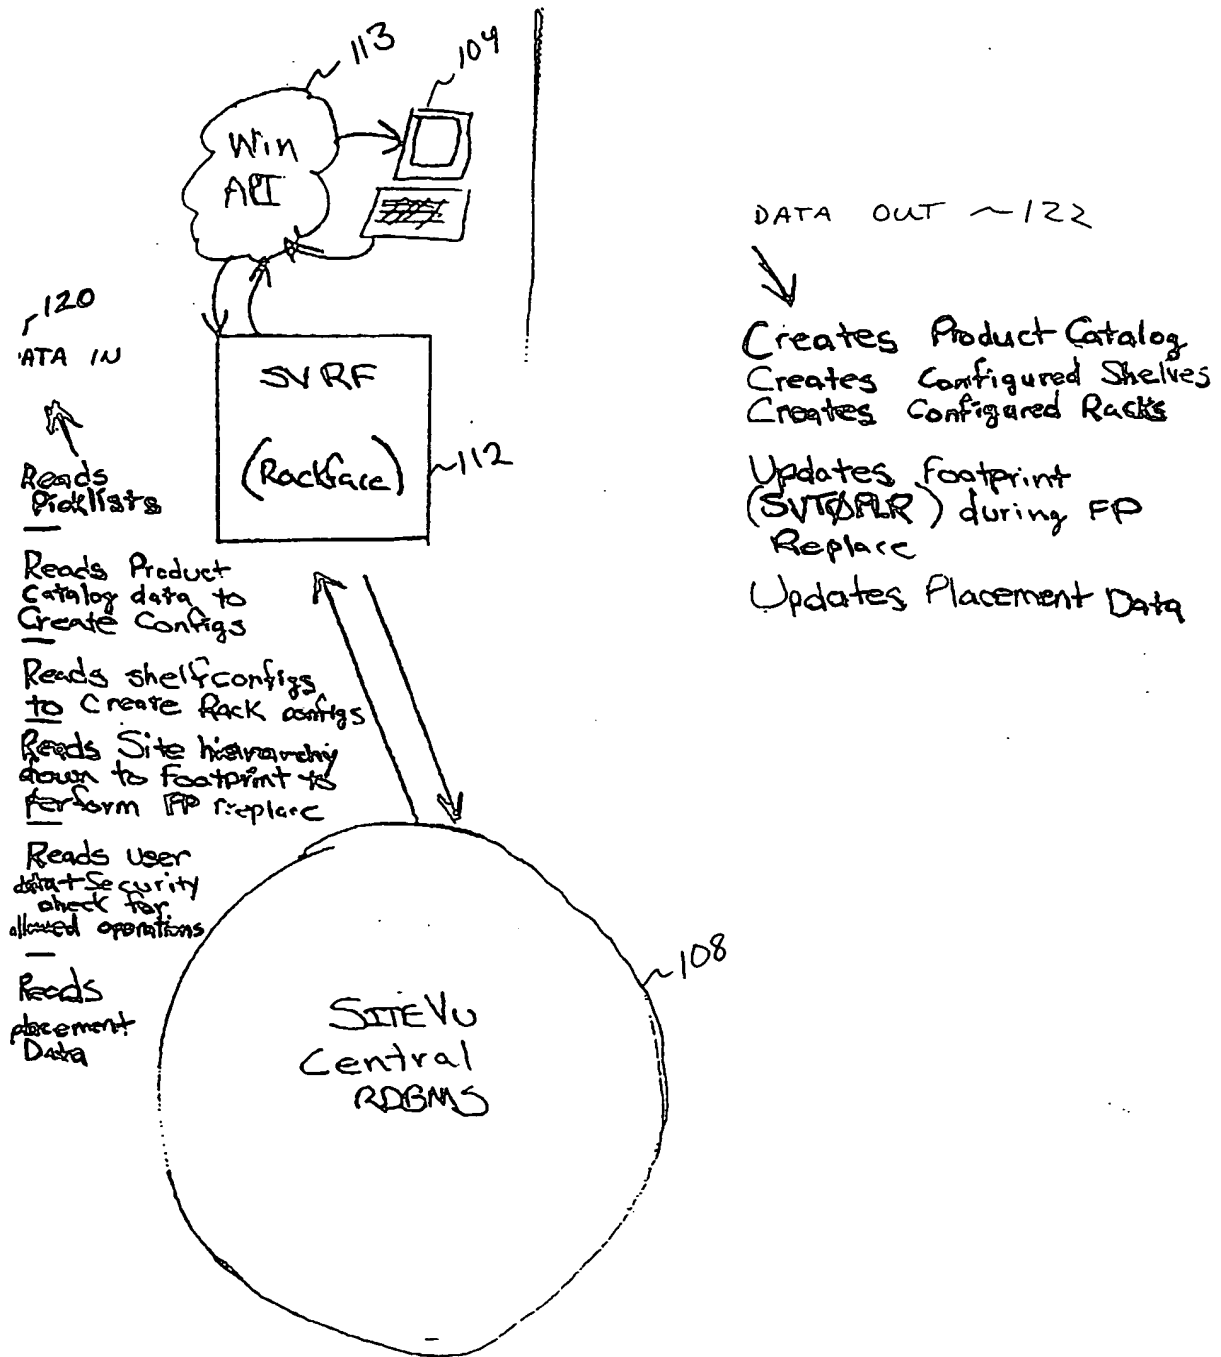 113
104
Win
API
120
ATA IN
SVRF
(Rackface)
112
Reads
Picklists
Reads Product
Catalog data to
Create Configs
Reads shelf configs
to Create Rack configs
Reads Site hierarchy
down to Footprint to
perform FP replace
Reads user
data + Security
check for
allowed operations
Reads
placement
Data
SITEVU
Central
RDBMS
108
DATA OUT ~122
Creates Product Catalog
Creates Configured Shelves
Creates Configured Racks
Updates Footprint
(SVTØFLR) during FP
Replace
Updates Placement Data